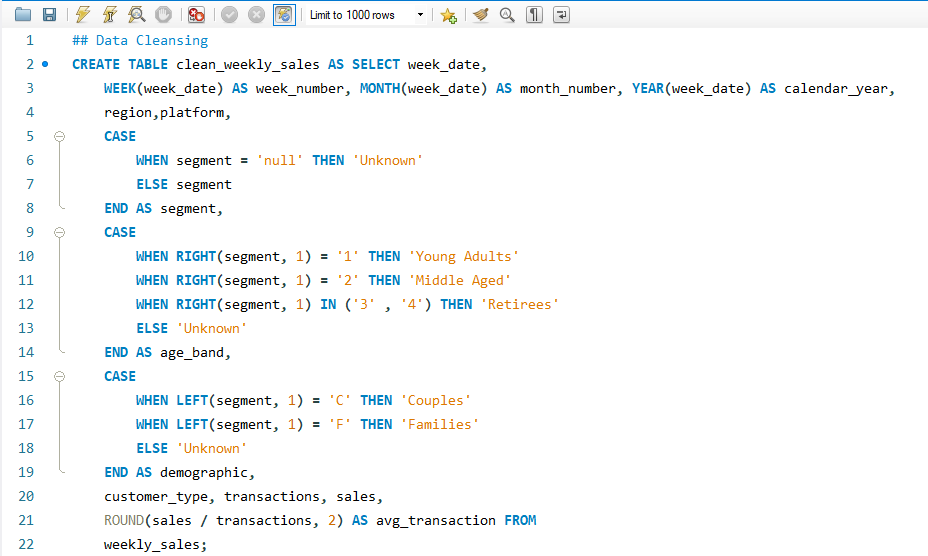 Limit to 1000 rows
1 ## Data Cleansing
2 CREATE TABLE clean_weekly_sales AS SELECT week_date,
3 WEEK(week_date) AS week_number, MONTH(week_date) AS month_number, YEAR(week_date) AS calendar_year,
4 region,platform,
5 CASE
6 WHEN segment = 'null' THEN 'Unknown'
7 ELSE segment
8 END AS segment,
9 CASE
10 WHEN RIGHT(segment, 1) = '1' THEN 'Young Adults'
11 WHEN RIGHT(segment, 1) = '2' THEN 'Middle Aged'
12 WHEN RIGHT(segment, 1) IN ('3' , '4') THEN 'Retirees'
13 ELSE 'Unknown'
14 END AS age_band,
15 CASE
16 WHEN LEFT(segment, 1) = 'C' THEN 'Couples'
17 WHEN LEFT(segment, 1) = 'F' THEN 'Families'
18 ELSE 'Unknown'
19 END AS demographic,
20 customer_type, transactions, sales,
21 ROUND(sales / transactions, 2) AS avg_transaction FROM
22 weekly_sales;